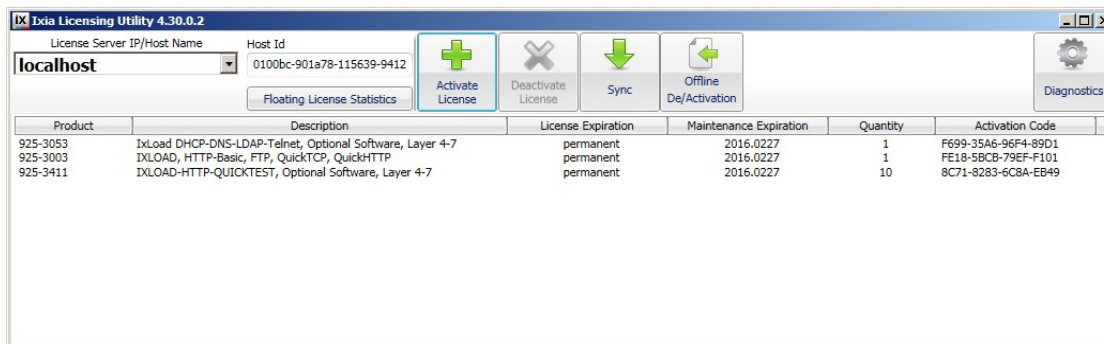 iX Ixia Licensing Utility 4.30.0.2
License Server IP/Host Name
localhost
Host Id
0100bc-901a78-115639-9412
Floating License Statistics
Activate
License
Deactivate
License
Sync
Offline
De/Activation
Diagnostics
Product Description License Expiration Maintenance Expiration Quantity Activation Code
925-3053 IxLoad DHCP-DNS-LDAP-Telnet, Optional Software, Layer 4-7 permanent 2016.0227 1 F699-35A6-96F4-89D1
925-3003 IXLOAD, HTTP-Basic, FTP, QuickTCP, QuickHTTP permanent 2016.0227 1 FE18-5BCB-79EF-F101
925-3411 IXLOAD-HTTP-QUICKTEST, Optional Software, Layer 4-7 permanent 2016.0227 10 8C71-8283-6C8A-EB49